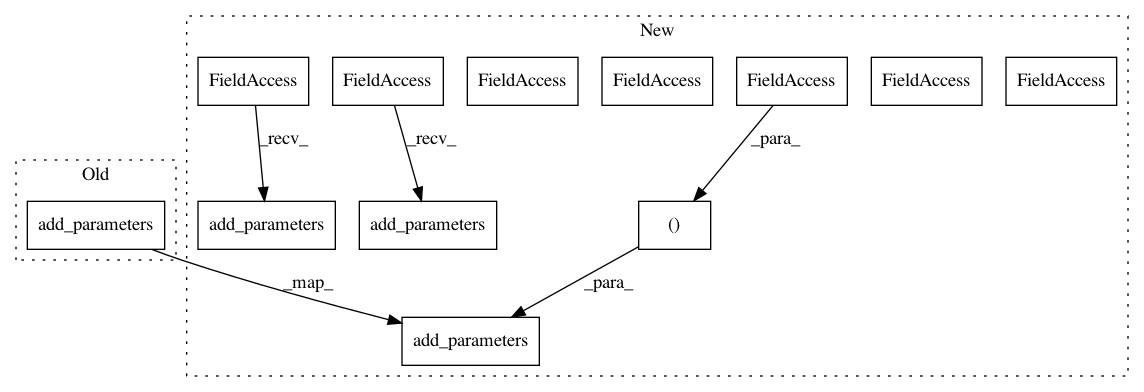 New
FieldAccess FieldAccess FieldAccess FieldAccess FieldAccess FieldAccess FieldAccess
_recv_ _recv_ _para_
Old
add_parameters add_parameters add_parameters ()
_map_ _para_
add_parameters